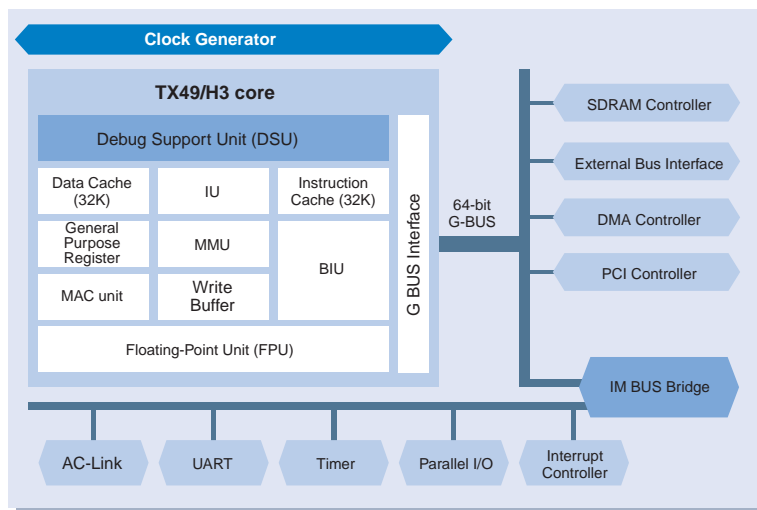 Clock Generator
TX49/H3 core
Debug Support Unit (DSU)
Data Cache
(32K)
IU
Instruction
Cache (32K)
General
Purpose
Register
MMU
BIU
MAC unit
Write
Buffer
Floating-Point Unit (FPU)
G BUS Interface
64-bit
G-BUS
SDRAM Controller
External Bus Interface
DMA Controller
PCI Controller
IM BUS Bridge
AC-Link
UART
Timer
Parallel I/O
Interrupt
Controller